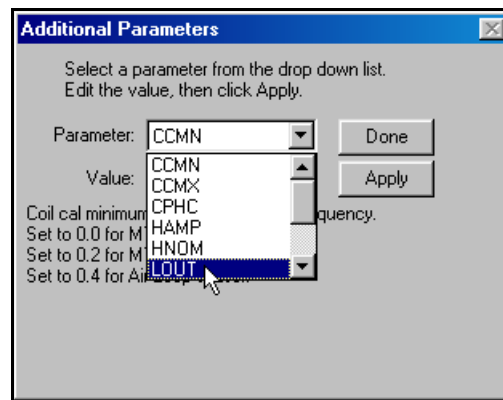 Additional Parameters
Select a parameter from the drop down list.
Edit the value, then click Apply.
Parameter: CCMN Done
Value: Apply
CCMN
CCMX
CPHC
HAMP
HNOM
LOUT
Coil cal minimum quency.
Set to 0.0 for
Set to 0.2 for
Set to 0.4 for